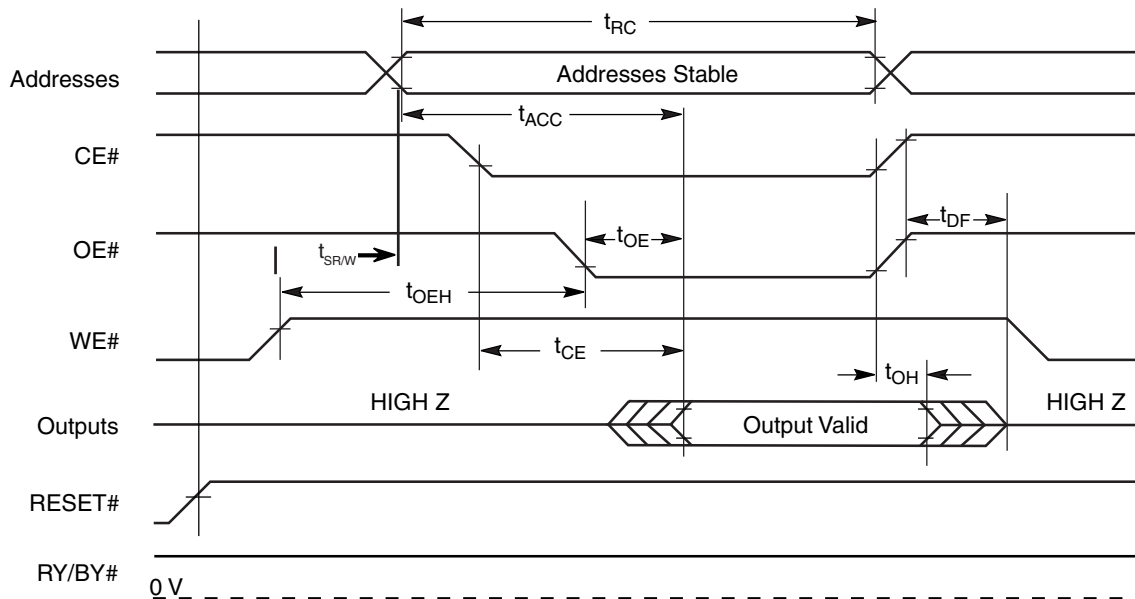 tRC
Addresses
Addresses Stable
tACC
CE#
tDF
tOE
OE#
tSR/W
tOEH
WE#
tCE
tOH
HIGH Z
HIGH Z
Outputs
Output Valid
RESET#
RY/BY#
0 V